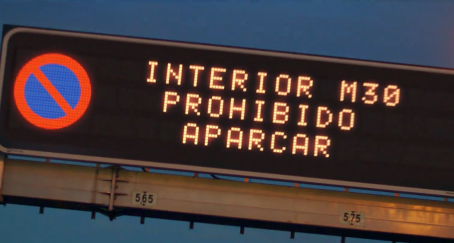 INTERIOR M30
PROHIBIDO
APARCAR
5.65
5.75